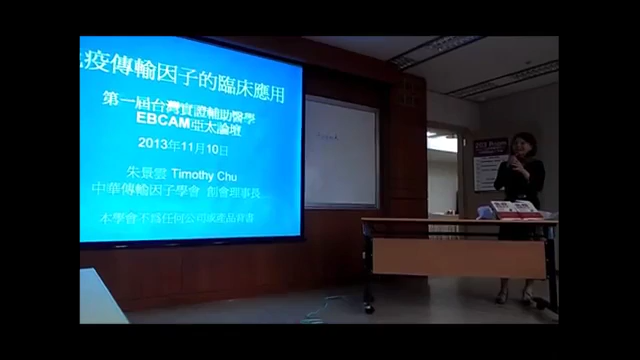 疫傳輸因子的臨床應用
第一屆台灣實證輔助醫學
EBCAM亞太論壇
2013年11月10日
朱景雲 Timothy Chu
中華傳輸因子學會 創會理事長
本學會不為任何公司或產品背書